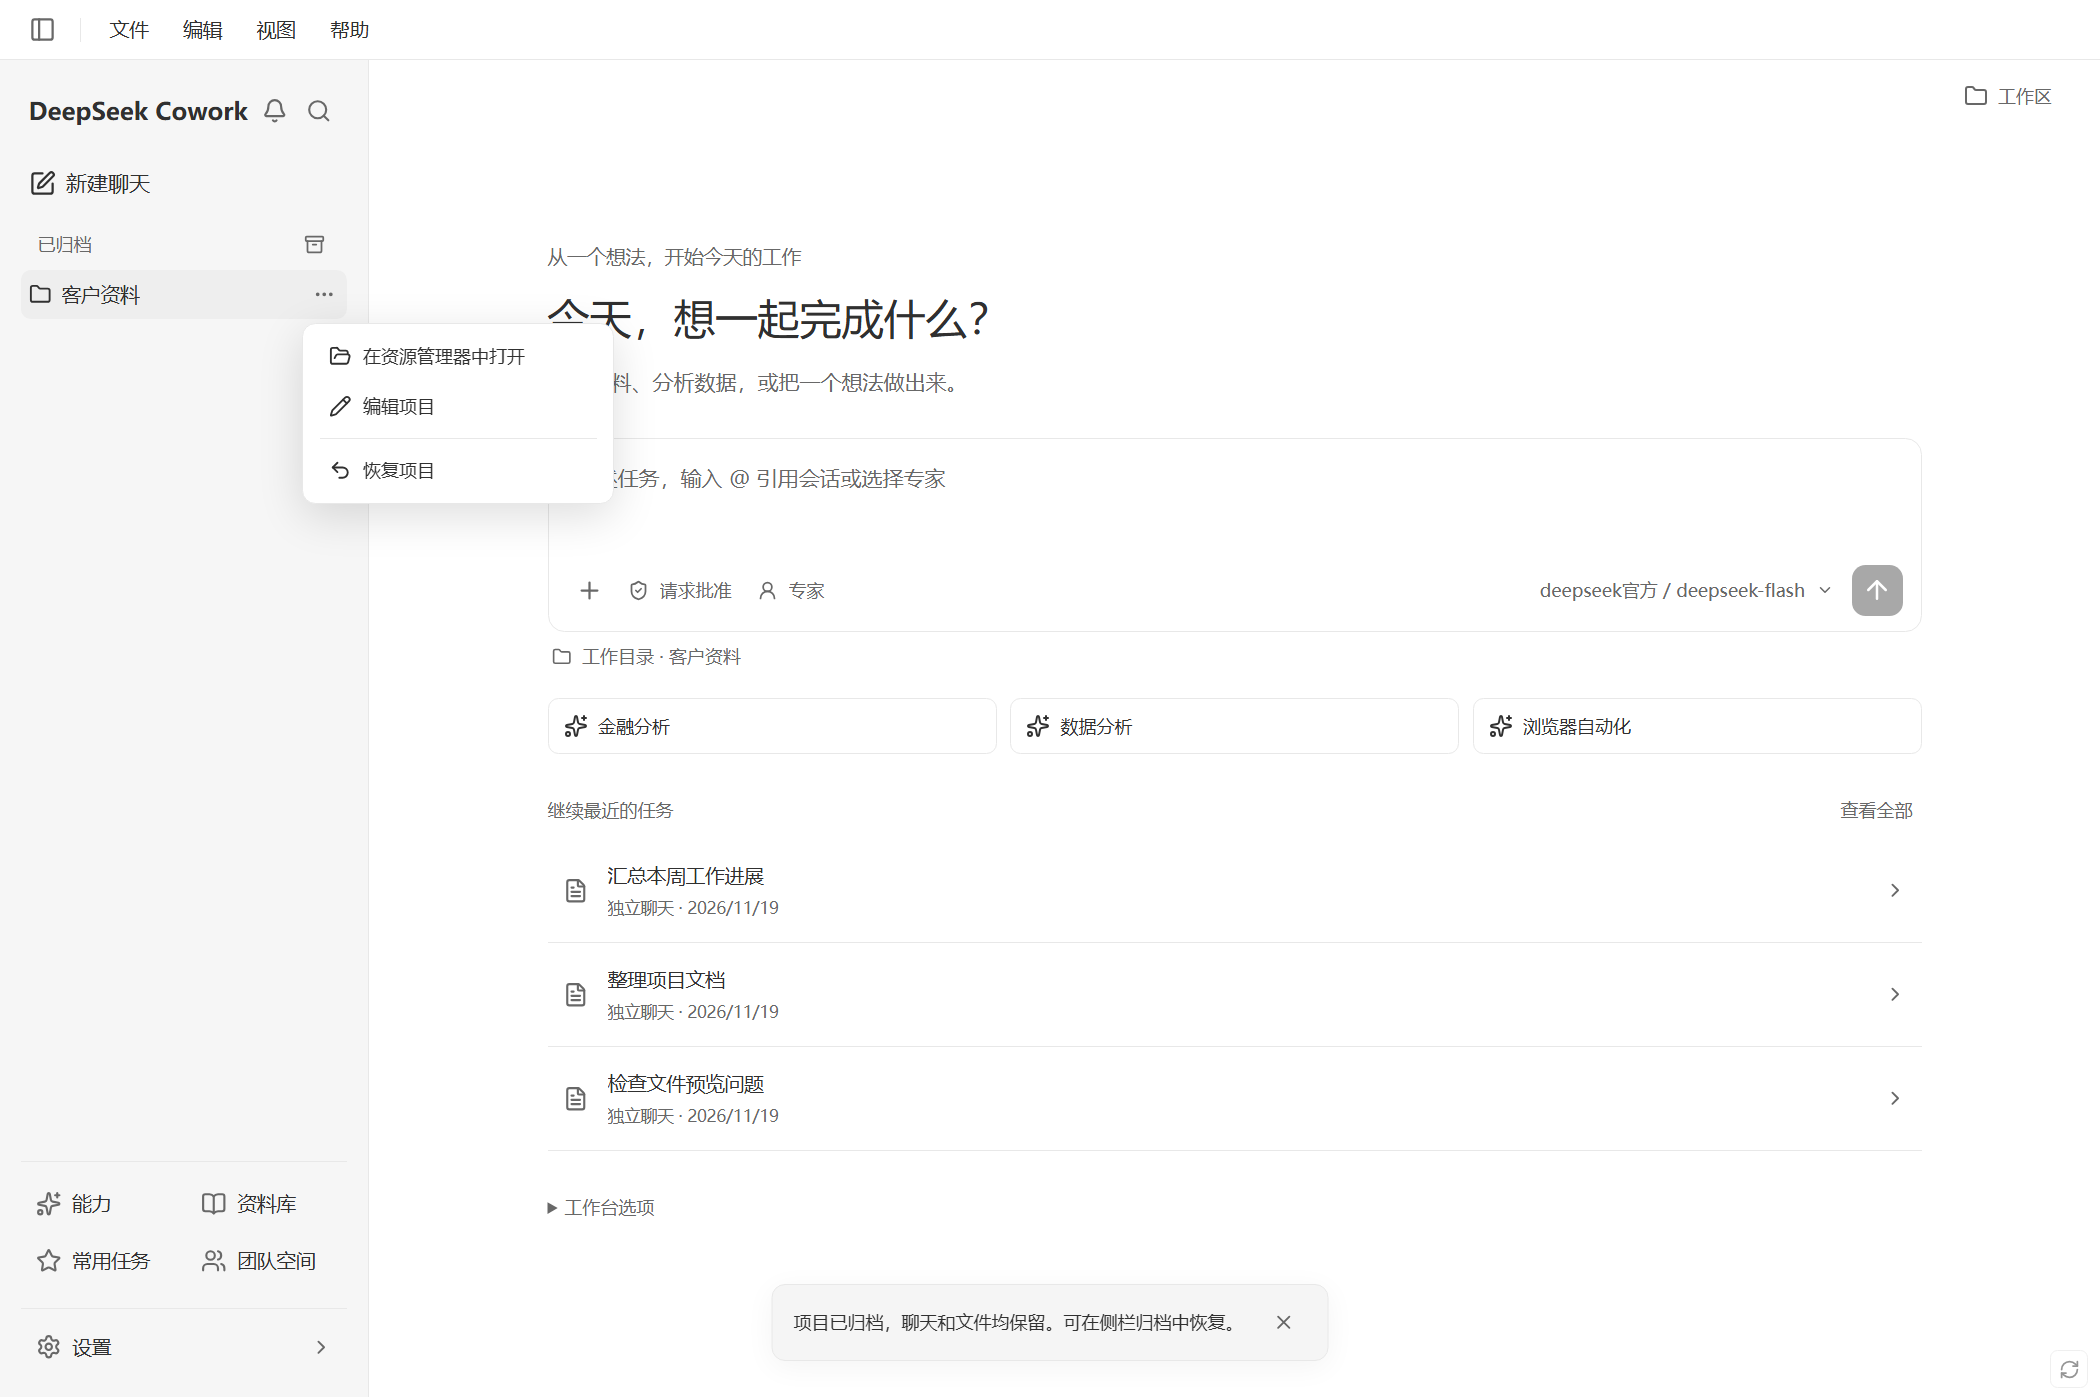 文件 编辑 视图 帮助
DeepSeek Cowork
工作区
新建聊天
已归档
客户资料
在资源管理器中打开
编辑项目
恢复项目
从一个想法，开始今天的工作
今天，想一起完成什么？
料、分析数据，或把一个想法做出来。
任务，输入 @ 引用会话或选择专家
请求批准 专家 deepseek官方 / deepseek-flash
工作目录 · 客户资料
金融分析 数据分析 浏览器自动化
继续最近的任务 查看全部
汇总本周工作进展
独立聊天 · 2026/11/19
整理项目文档
独立聊天 · 2026/11/19
检查文件预览问题
独立聊天 · 2026/11/19
工作台选项
能力 资料库
常用任务 团队空间
设置
项目已归档，聊天和文件均保留。可在侧栏归档中恢复。